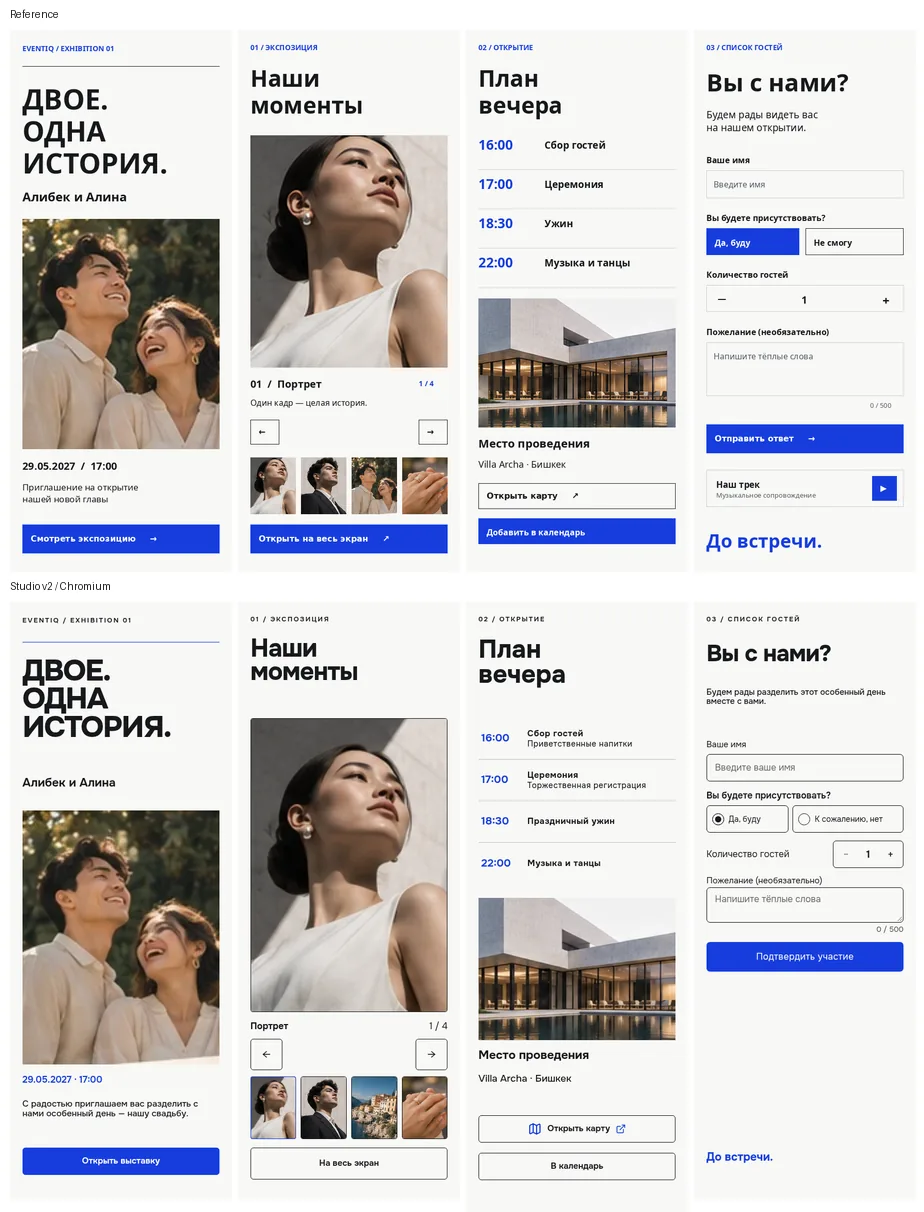 Reference
EVENTIQ / EXHIBITION 01
ДВОЕ.
ОДНА
ИСТОРИЯ.
Алибек и Алина
29.05.2027 / 17:00
Приглашение на открытие
нашей новой главы
Смотреть экспозицию →
01 / ЭКСПОЗИЦИЯ
Наши
моменты
01 / Портрет 1 / 4
Один кадр — целая история.
← →
Открыть на весь экран ↗
02 / ОТКРЫТИЕ
План
вечера
16:00 Сбор гостей
17:00 Церемония
18:30 Ужин
22:00 Музыка и танцы
Место проведения
Villa Archa · Бишкек
Открыть карту ↗
Добавить в календарь
03 / СПИСОК ГОСТЕЙ
Вы с нами?
Будем рады видеть вас
на нашем открытии.
Ваше имя
Введите имя
Вы будете присутствовать?
Да, буду Не смогу
Количество гостей
— 1 +
Пожелание (необязательно)
Напишите тёплые слова
0 / 500
Отправить ответ →
Наш трек
Музыкальное сопровождение
До встречи.
Studio v2 / Chromium
EVENTIQ / EXHIBITION 01
ДВОЕ.
ОДНА
ИСТОРИЯ.
Алибек и Алина
29.05.2027 · 17:00
С радостью приглашаем вас разделить с
нами особенный день — нашу свадьбу.
Открыть выставку
01 / ЭКСПОЗИЦИЯ
Наши
моменты
Портрет 1 / 4
← →
На весь экран
02 / ОТКРЫТИЕ
План
вечера
16:00 Сбор гостей
Приветственные напитки
17:00 Церемония
Торжественная регистрация
18:30 Праздничный ужин
22:00 Музыка и танцы
Место проведения
Villa Archa · Бишкек
Открыть карту
В календарь
03 / СПИСОК ГОСТЕЙ
Вы с нами?
Будем рады разделить этот особенный день
вместе с вами.
Ваше имя
Введите ваше имя
Вы будете присутствовать?
Да, буду К сожалению, нет
Количество гостей − 1 +
Пожелание (необязательно)
Напишите тёплые слова
0 / 500
Подтвердить участие
До встречи.